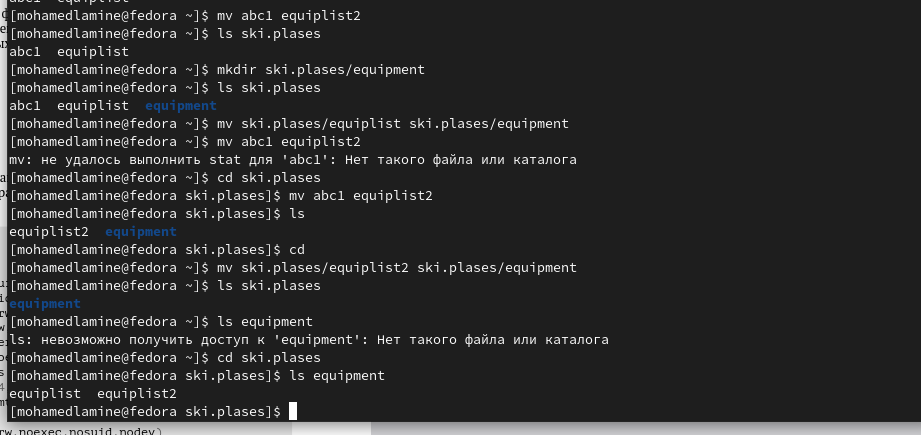 abc1 equiplist
[mohamedlamine@fedora ~]$ mv abc1 equiplist2
[mohamedlamine@fedora ~]$ ls ski.plases
abc1  equiplist
[mohamedlamine@fedora ~]$ mkdir ski.plases/equipment
[mohamedlamine@fedora ~]$ ls ski.plases
abc1  equiplist  equipment
[mohamedlamine@fedora ~]$ mv ski.plases/equiplist ski.plases/equipment
[mohamedlamine@fedora ~]$ mv abc1 equiplist2
mv: не удалось выполнить stat для 'abc1': Нет такого файла или каталога
[mohamedlamine@fedora ~]$ cd ski.plases
[mohamedlamine@fedora ski.plases]$ mv abc1 equiplist2
[mohamedlamine@fedora ski.plases]$ ls
equiplist2  equipment
[mohamedlamine@fedora ski.plases]$ cd
[mohamedlamine@fedora ~]$ mv ski.plases/equiplist2 ski.plases/equipment
[mohamedlamine@fedora ~]$ ls ski.plases
equipment
[mohamedlamine@fedora ~]$ ls equipment
ls: невозможно получить доступ к 'equipment': Нет такого файла или каталога
[mohamedlamine@fedora ~]$ cd ski.plases
[mohamedlamine@fedora ski.plases]$ ls equipment
equiplist  equiplist2
[mohamedlamine@fedora ski.plases]$
rw,noexec,nosuid,nodev)